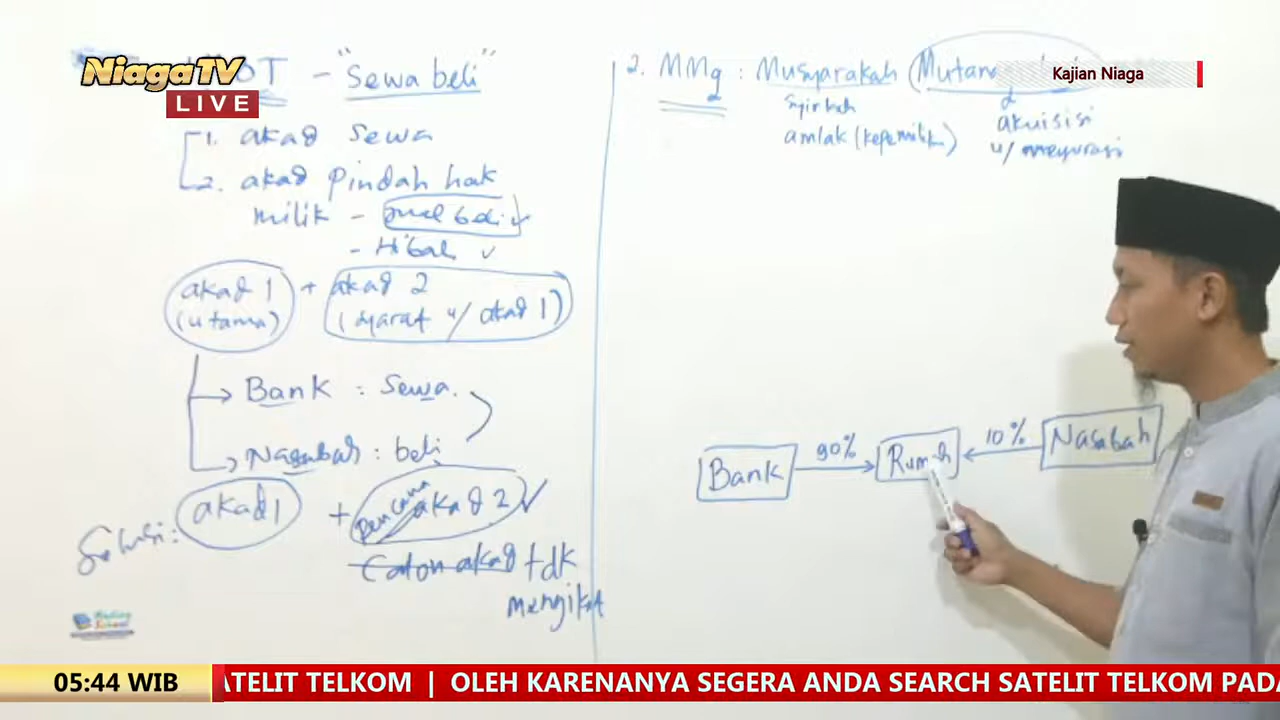 NiagaTV
LIVE
Kajian Niaga
- "Sewa beli"
1. akad sewa
2. akad pindah hak
milik - jual beli
- Hibah ✓
akad 1 + akad 2
(utama) (syarat u/ akad 1)
→ Bank : Sewa.
→ Nasabah : beli
Solusi: akad 1 + Rencana akad 2 ✓
Calon akad tdk
mengikat
2. MMq : Musyarakah
syirkah
amlak (kepemilik)
akuisisi
u/
Bank 90% Rumah 10% Nasabah
05:44 WIB
ATELIT TELKOM | OLEH KARENANYA SEGERA ANDA SEARCH SATELIT TELKOM PADA